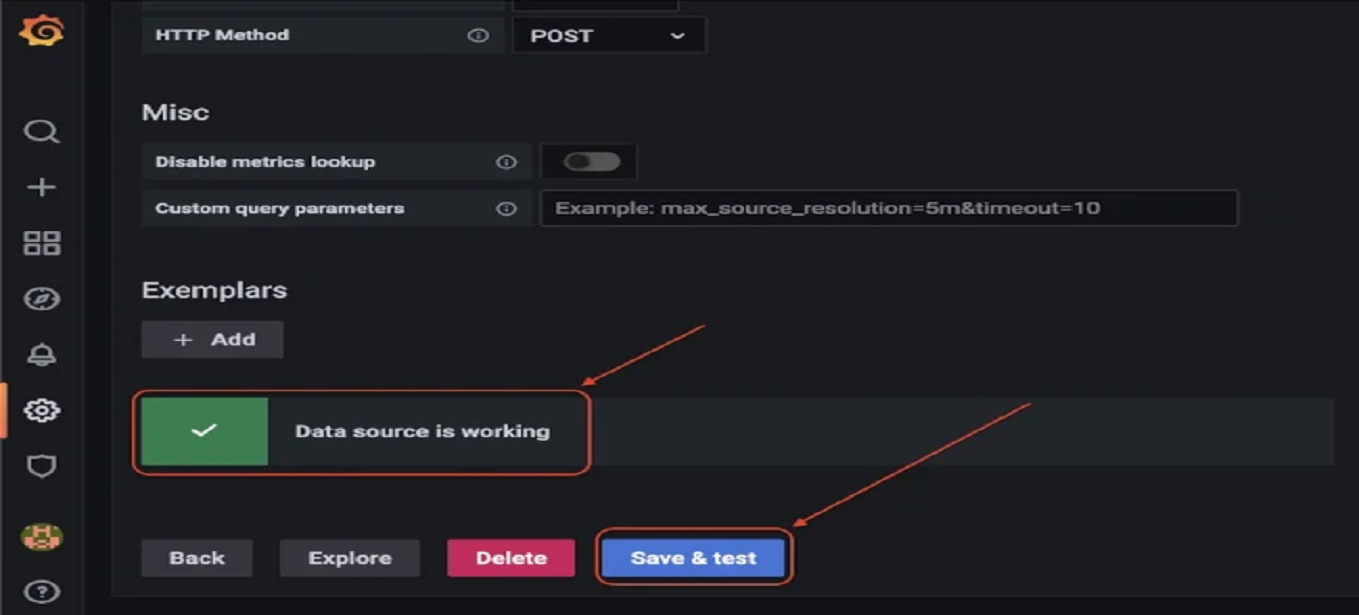 HTTP Method POST
Misc
Disable metrics lookup
Custom query parameters Example: max_source_resolution=5m&timeout=10
Exemplars
+ Add
Data source is working
Back Explore Delete Save & test